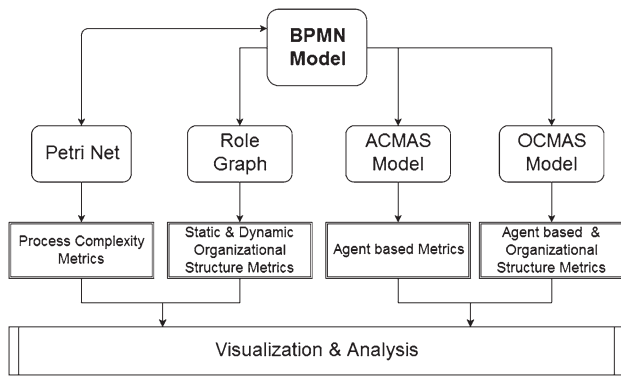 BPMN
Model
Petri Net
Role
Graph
ACMAS
Model
OCMAS
Model
Process Complexity
Metrics
Static & Dynamic
Organizational
Structure Metrics
Agent based Metrics
Agent based & 
Organizational
Structure Metrics
Visualization & Analysis